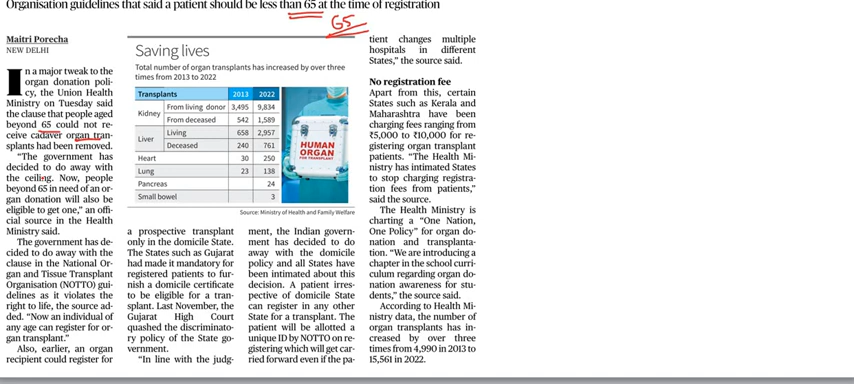 Organisation guidelines that said a patient should be less than 65 at the time of registration
65
Maitri Porecha
NEW DELHI
In a major tweak to the
organ donation poli-
cy, the Union Health
Ministry on Tuesday said
the clause that people aged
beyond 65 could not re-
ceive cadaver organ tran-
splants had been removed.
“The government has
decided to do away with
the ceiling. Now, people
beyond 65 in need of an or-
gan donation will also be
eligible to get one,” an offi-
cial source in the Health
Ministry said.
The government has de-
cided to do away with the
clause in the National Or-
gan and Tissue Transplant
Organisation (NOTTO) gui-
delines as it violates the
right to life, the source ad-
ded. “Now an individual of
any age can register for or-
gan transplant.”
Also, earlier, an organ
recipient could register for
Saving lives
Total number of organ transplants has increased by over three
times from 2013 to 2022
Transplants 2013 2022
Kidney From living donor 3,495 9,834
From deceased 542 1,589
Liver Living 658 2,957
Deceased 240 761
Heart 30 250
Lung 23 138
Pancreas 24
Small bowel 3
HUMAN
ORGAN
FOR TRANSPLANT
Source: Ministry of Health and Family Welfare
a prospective transplant
only in the domicile State.
The States such as Gujarat
had made it mandatory for
registered patients to fur-
nish a domicile certificate
to be eligible for a tran-
splant. Last November, the
Gujarat High Court
quashed the discriminato-
ry policy of the State go-
vernment.
“In line with the judg-
ment, the Indian govern-
ment has decided to do
away with the domicile
policy and all States have
been intimated about this
decision. A patient irres-
pective of domicile State
can register in any other
State for a transplant. The
patient will be allotted a
unique ID by NOTTO on re-
gistering which will get car-
ried forward even if the pa-
tient changes multiple
hospitals in different
States,” the source said.
No registration fee
Apart from this, certain
States such as Kerala and
Maharashtra have been
charging fees ranging from
₹5,000 to ₹10,000 for re-
gistering organ transplant
patients. “The Health Mi-
nistry has intimated States
to stop charging registra-
tion fees from patients,”
said the source.
The Health Ministry is
charting a “One Nation,
One Policy” for organ do-
nation and transplanta-
tion. “We are introducing a
chapter in the school curri-
culum regarding organ do-
nation awareness for stu-
dents,” the source said.
According to Health Mi-
nistry data, the number of
organ transplants has in-
creased by over three
times from 4,990 in 2013 to
15,561 in 2022.